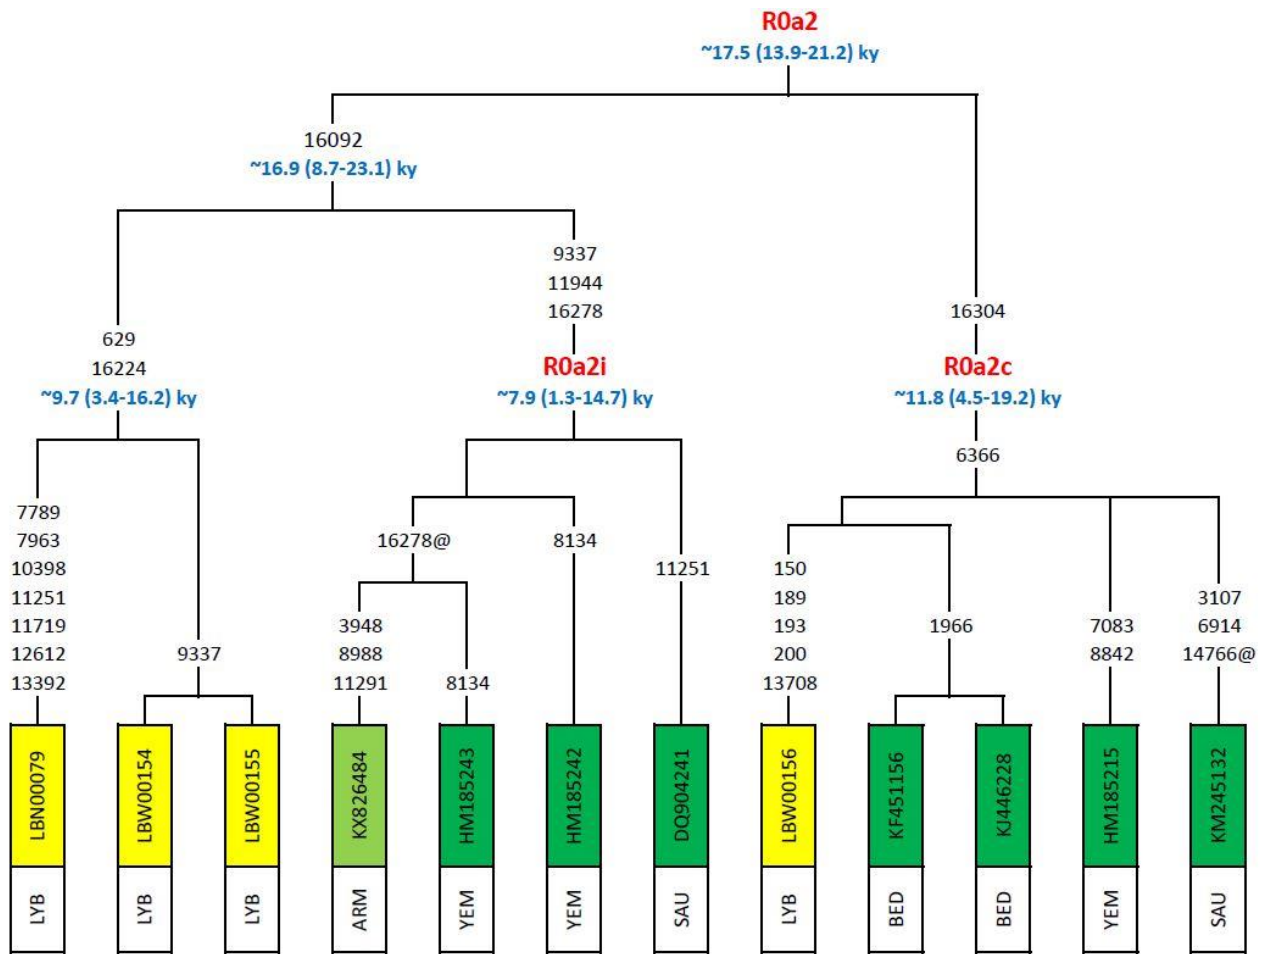 R0a2
~17.5 (13.9-21.2) ky
16092
~16.9 (8.7-23.1) ky
9337
11944
16278
16304
629
16224
~9.7 (3.4-16.2) ky
R0a2i
~7.9 (1.3-14.7) ky
R0a2c
~11.8 (4.5-19.2) ky
6366
7789
7963
10398
11251
11719
12612
13392
9337
16278@
3948
8988
11291
8134
8134
11251
150
189
193
200
13708
1966
7083
8842
3107
6914
14766@
LBN00079
LBW00154
LBW00155
KX826484
HM185243
HM185242
DQ904241
LBW00156
KF451156
KJ446228
HM185215
KM245132
LYB
LYB
LYB
ARM
YEM
YEM
SAU
LYB
BED
BED
YEM
SAU